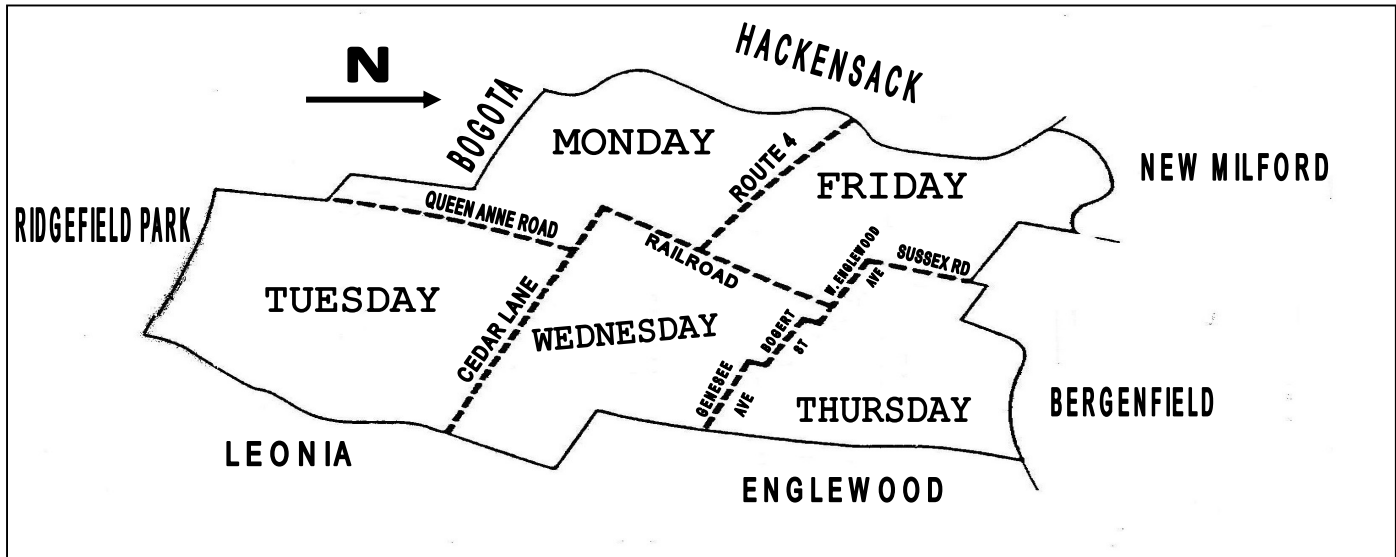 HACKENSACK
N
BOGOTA
MONDAY
ROUTE 4
FRIDAY
NEW MILFORD
RIDGEFIELD PARK
QUEEN ANNE ROAD
RAILROAD
W. ENGLEWOOD
AVE
SUSSEX RD
TUESDAY
CEDAR LANE
WEDNESDAY
BOGERT
ST
GENESEE
AVE
THURSDAY
BERGENFIELD
LEONIA
ENGLEWOOD